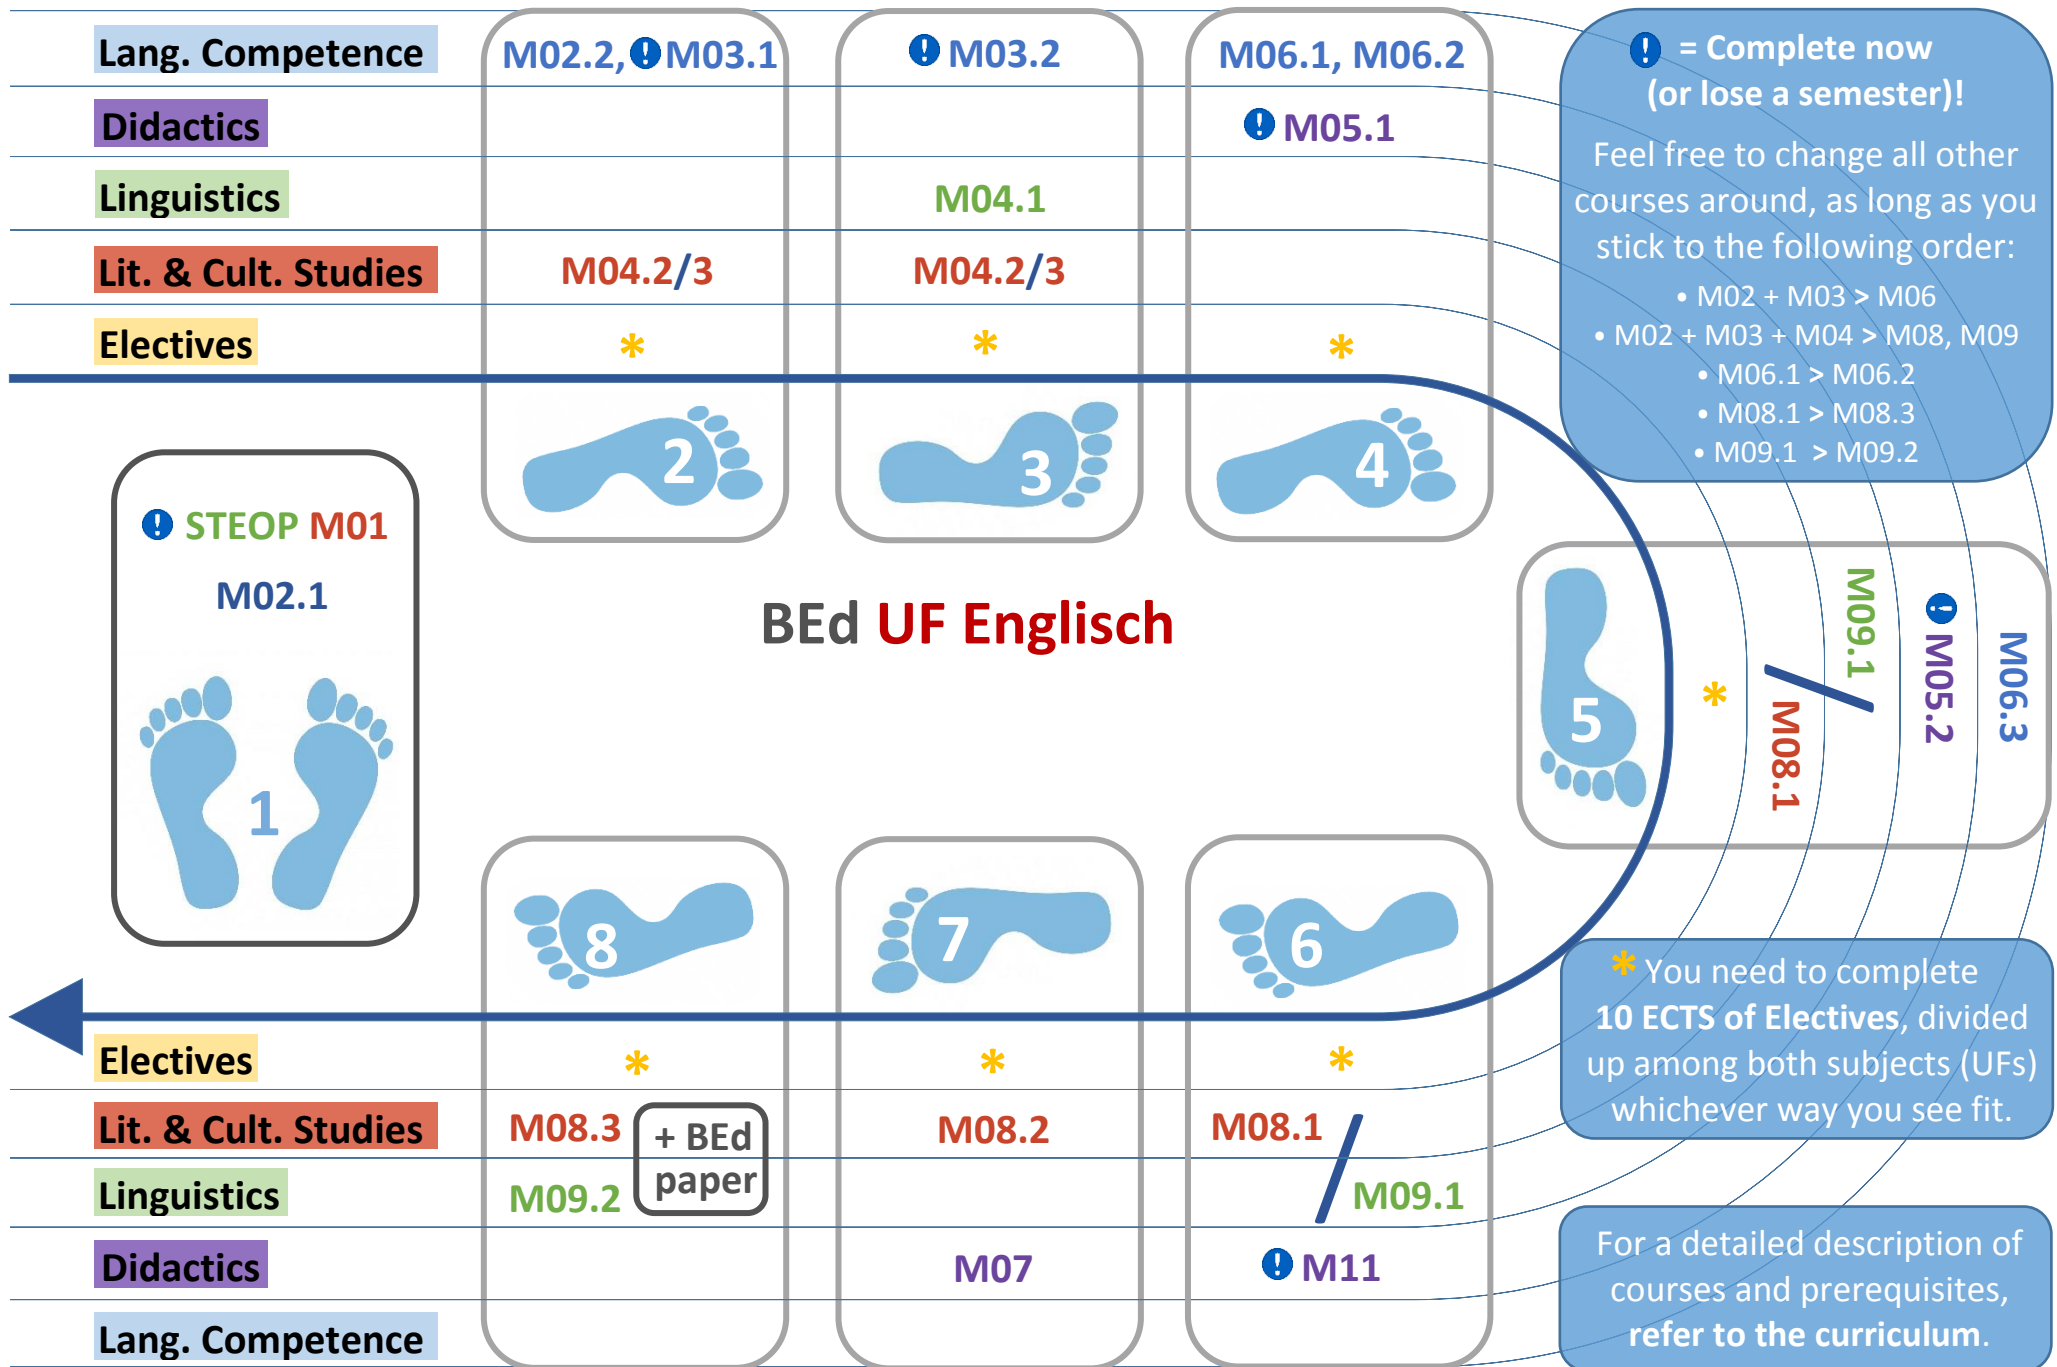 Lang. Competence
M02.2, ! M03.1
! M03.2
M06.1, M06.2
Didactics
! M05.1
Linguistics
M04.1
Lit. & Cult. Studies
M04.2/3
M04.2/3
Electives
*
*
*
! = Complete now
(or lose a semester)!
Feel free to change all other
courses around, as long as you
stick to the following order:
• M02 + M03 > M06
• M02 + M03 + M04 > M08, M09
• M06.1 > M06.2
• M08.1 > M08.3
• M09.1 > M09.2
2
3
4
! STEOP M01
M02.1
1
BEd UF Englisch
5
*
M08.1
/
M09.1
! M05.2
M06.3
8
7
6
Electives
*
*
*
Lit. & Cult. Studies
M08.3
+ BEd
paper
M08.2
M08.1
/
Linguistics
M09.2
M09.1
Didactics
M07
! M11
Lang. Competence
* You need to complete
10 ECTS of Electives, divided
up among both subjects (UFs)
whichever way you see fit.
For a detailed description of
courses and prerequisites,
refer to the curriculum.